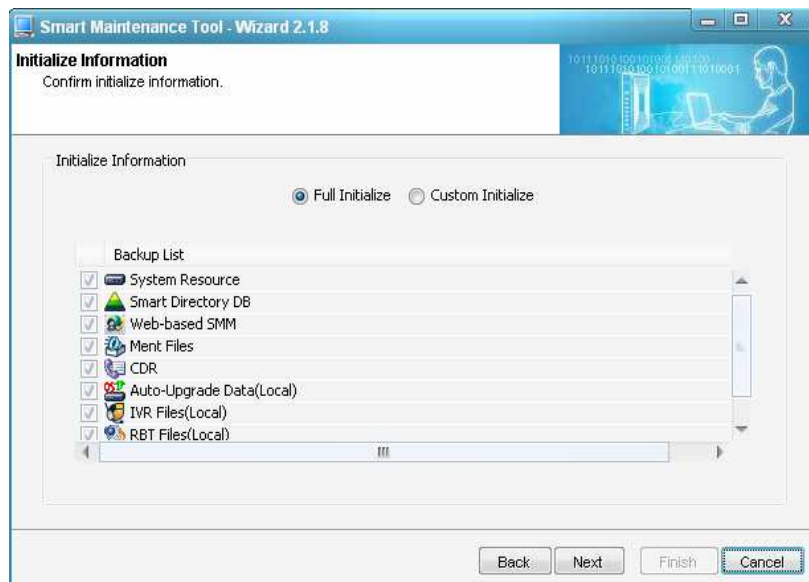 Smart Maintenance Tool - Wizard 2.1.8
Initialize Information
Confirm initialize information.
Initialize Information
Full Initialize Custom Initialize
Backup List
System Resource
Smart Directory DB
Web-based SMM
Ment Files
CDR
Auto-Upgrade Data(Local)
IVR Files(Local)
RBT Files(Local)
Back Next Finish Cancel